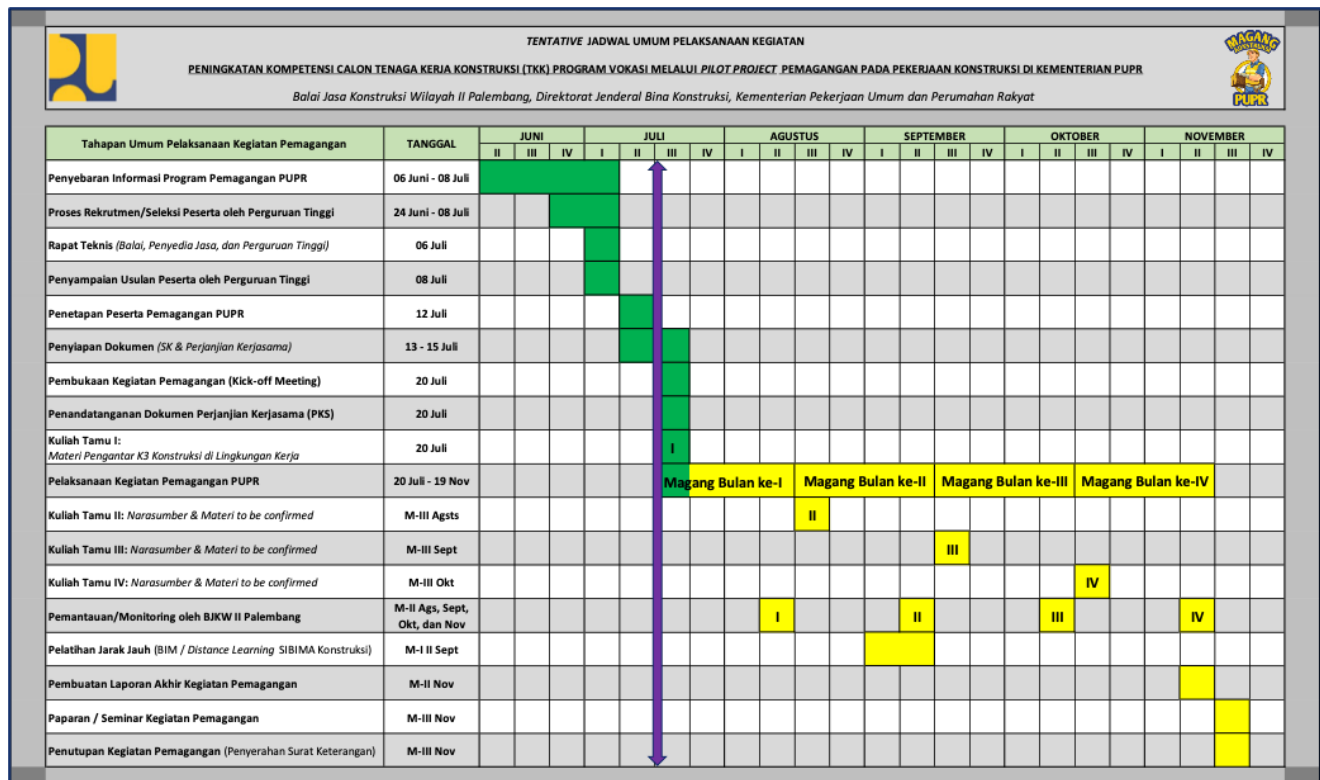 TENTATIVE JADWAL UMUM PELAKSANAAN KEGIATAN
PENINGKATAN KOMPETENSI CALON TENAGA KERJA KONSTRUKSI (TKK) PROGRAM VOKASI MELALUI PILOT PROJECT PEMAGANGAN PADA PEKERJAAN KONSTRUKSI DI KEMENTERIAN PUPR
Balai Jasa Konstruksi Wilayah II Palembang, Direktorat Jenderal Bina Konstruksi, Kementerian Pekerjaan Umum dan Perumahan Rakyat
MAGANG
KONSTRUKSI
PUPR
Tahapan Umum Pelaksanaan Kegiatan Pemagangan TANGGAL JUNI JULI AGUSTUS SEPTEMBER OKTOBER NOVEMBER
II III IV I II III IV I II III IV I II III IV I II III IV I II III IV
Penyebaran Informasi Program Pemagangan PUPR 06 Juni - 08 Juli
Proses Rekrutmen/Seleksi Peserta oleh Perguruan Tinggi 24 Juni - 08 Juli
Rapat Teknis (Balai, Penyedia Jasa, dan Perguruan Tinggi) 06 Juli
Penyampaian Usulan Peserta oleh Perguruan Tinggi 08 Juli
Penetapan Peserta Pemagangan PUPR 12 Juli
Penyiapan Dokumen (SK & Perjanjian Kerjasama) 13 - 15 Juli
Pembukaan Kegiatan Pemagangan (Kick-off Meeting) 20 Juli
Penandatanganan Dokumen Perjanjian Kerjasama (PKS) 20 Juli
Kuliah Tamu I:
Materi Pengantar K3 Konstruksi di Lingkungan Kerja 20 Juli I
Pelaksanaan Kegiatan Pemagangan PUPR 20 Juli - 19 Nov Magang Bulan ke-I Magang Bulan ke-II Magang Bulan ke-III Magang Bulan ke-IV
Kuliah Tamu II: Narasumber & Materi to be confirmed M-III Agsts II
Kuliah Tamu III: Narasumber & Materi to be confirmed M-III Sept III
Kuliah Tamu IV: Narasumber & Materi to be confirmed M-III Okt IV
Pemantauan/Monitoring oleh BJKW II Palembang M-II Ags, Sept, I II III IV
Okt, dan Nov
Pelatihan Jarak Jauh (BIM / Distance Learning SIBIMA Konstruksi) M-I II Sept
Pembuatan Laporan Akhir Kegiatan Pemagangan M-II Nov
Paparan / Seminar Kegiatan Pemagangan M-III Nov
Penutupan Kegiatan Pemagangan (Penyerahan Surat Keterangan) M-III Nov